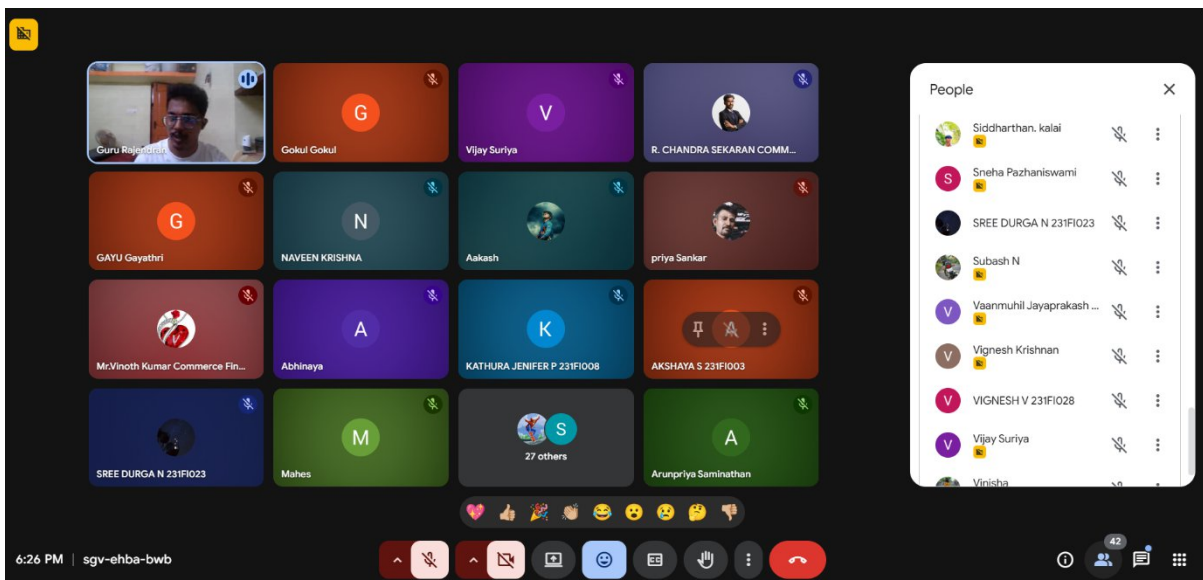 Guru Rajendran
G
Gokul Gokul
V
Vijay Suriya
R. CHANDRA SEKARAN COMM...
G
GAYU Gayathri
N
NAVEEN KRISHNA
Aakash
priya Sankar
Mr.Vinoth Kumar Commerce Fin...
A
Abhinaya
K
KATHURA JENIFER P 231FI008
A
AKSHAYA S 231FI003
SREE DURGA N 231FI023
M
Mahes
S
27 others
A
Arunpriya Saminathan
People
Siddharthan. kalai
S
Sneha Pazhaniswami
SREE DURGA N 231FI023
Subash N
V
Vaanmuhil Jayaprakash ...
V
Vignesh Krishnan
V
VIGNESH V 231FI028
V
Vijay Suriya
Vinisha
6:26 PM | sgv-ehba-bwb
CC
42